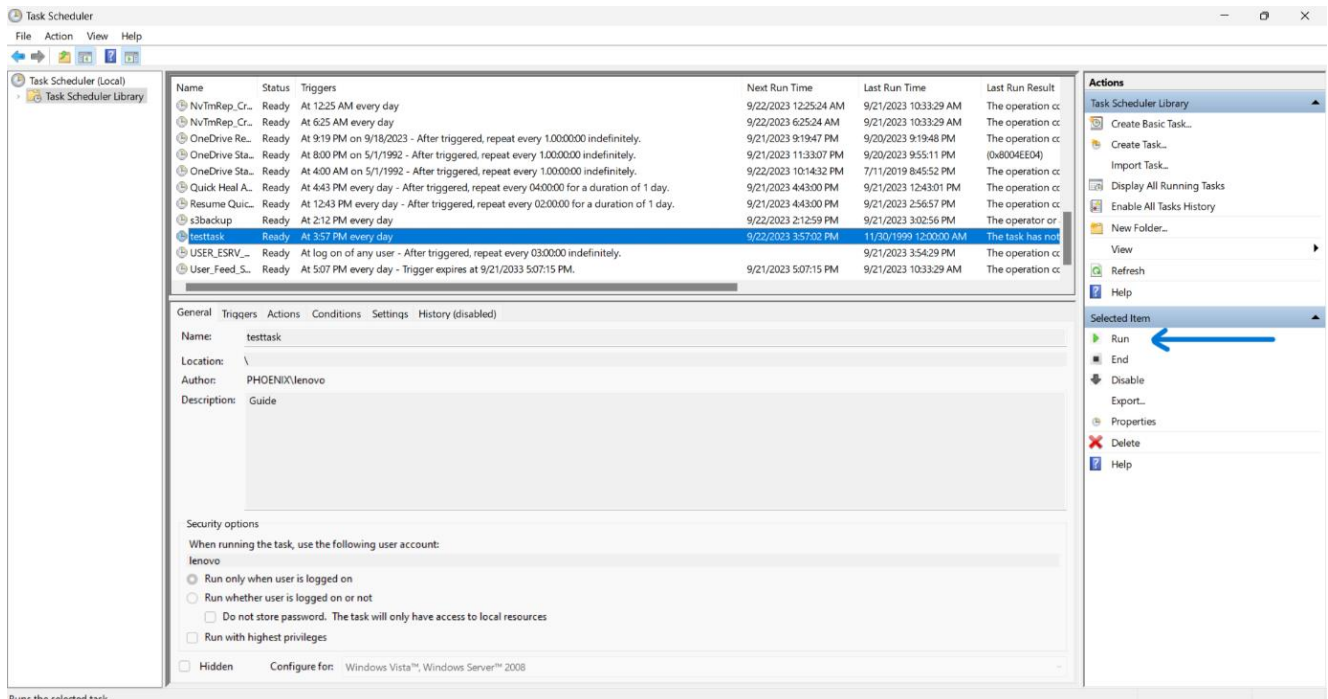 Task Scheduler
File Action View Help
Task Scheduler (Local)
Task Scheduler Library
Name Status Triggers Next Run Time Last Run Time Last Run Result
NvTmRep_Cr... Ready At 12:25 AM every day 9/22/2023 12:25:24 AM 9/21/2023 10:33:29 AM The operation cc
NvTmRep_Cr... Ready At 6:25 AM every day 9/22/2023 6:25:24 AM 9/21/2023 10:33:29 AM The operation cc
OneDrive Re... Ready At 9:19 PM on 9/18/2023 - After triggered, repeat every 1.00:00:00 indefinitely. 9/21/2023 9:19:47 PM 9/20/2023 9:19:48 PM The operation cc
OneDrive Sta... Ready At 8:00 PM on 5/1/1992 - After triggered, repeat every 1.00:00:00 indefinitely. 9/21/2023 11:33:07 PM 9/20/2023 9:55:11 PM (0x8004EE04)
OneDrive Sta... Ready At 4:00 AM on 5/1/1992 - After triggered, repeat every 1.00:00:00 indefinitely. 9/22/2023 10:14:32 PM 7/11/2019 8:45:52 PM The operation cc
Quick Heal A... Ready At 4:43 PM every day - After triggered, repeat every 04:00:00 for a duration of 1 day. 9/21/2023 4:43:00 PM 9/21/2023 12:43:01 PM The operation cc
Resume Quic... Ready At 12:43 PM every day - After triggered, repeat every 02:00:00 for a duration of 1 day. 9/21/2023 4:43:00 PM 9/21/2023 2:56:57 PM The operation cc
s3backup Ready At 2:12 PM every day 9/22/2023 2:12:59 PM 9/21/2023 3:02:56 PM The operator or
testtask Ready At 3:57 PM every day 9/22/2023 3:57:02 PM 11/30/1999 12:00:00 AM The task has not
USER_ESRV_... Ready At log on of any user - After triggered, repeat every 03:00:00 indefinitely. 9/21/2023 3:54:29 PM The operation cc
User_Feed_S... Ready At 5:07 PM every day - Trigger expires at 9/21/2033 5:07:15 PM. 9/21/2023 5:07:15 PM 9/21/2023 10:33:29 AM The operation cc
General Triggers Actions Conditions Settings History (disabled)
Name: testtask
Location: \
Author: PHOENIX\lenovo
Description: Guide
Security options
When running the task, use the following user account:
lenovo
Run only when user is logged on
Run whether user is logged on or not
Do not store password. The task will only have access to local resources
Run with highest privileges
Hidden Configure for: Windows Vista™, Windows Server™ 2008
Actions
Task Scheduler Library
Create Basic Task...
Create Task...
Import Task...
Display All Running Tasks
Enable All Tasks History
New Folder...
View
Refresh
Help
Selected Item
Run
End
Disable
Export...
Properties
Delete
Help
Runs the selected task